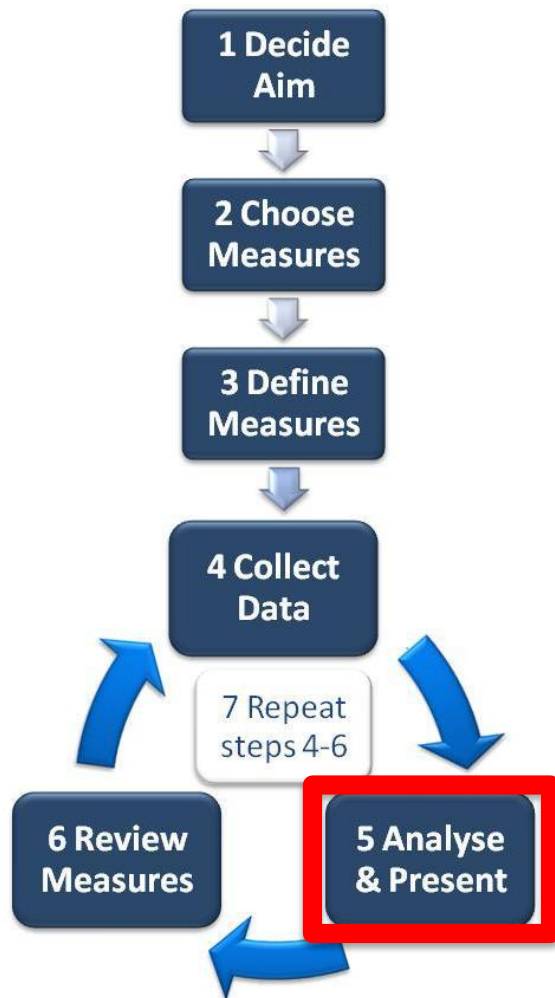 1 Decide
Aim
2 Choose
Measures
3 Define
Measures
4 Collect
Data
7 Repeat
steps 4-6
5 Analyse
& Present
6 Review
Measures